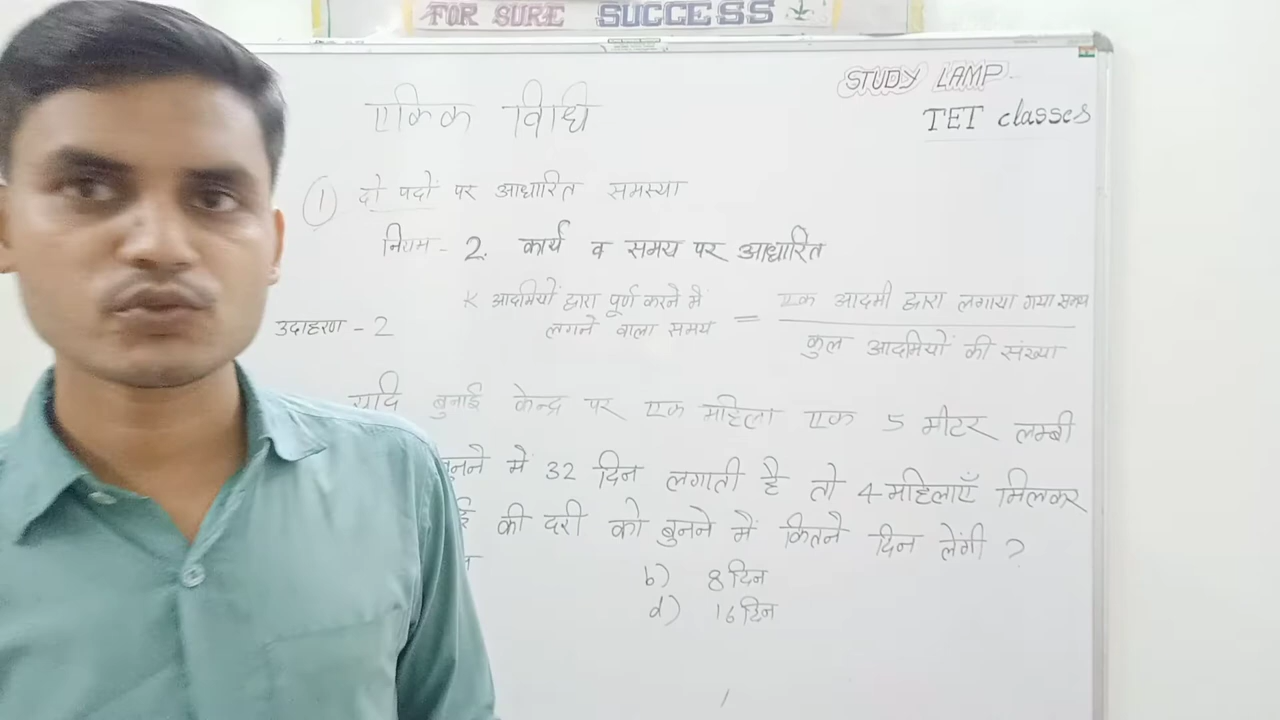 FOR SURE SUCCESS
STUDY LAMP
TET classes
एकिक विधि
1 दो पदों पर आधारित समस्या
नियम - 2. कार्य व समय पर आधारित
उदाहरण - 2
K आदमियों द्वारा पूर्ण करने में
लगने वाला समय = एक आदमी द्वारा लगाया गया समय
कुल आदमियों की संख्या
यदि बुनाई केन्द्र पर एक महिला एक 5 मीटर लम्बी
बुनने में 32 दिन लगाती है तो 4 महिलाएँ मिलकर
की दरी को बुनने में कितने दिन लेंगी ?
b) 8 दिन
d) 16 दिन